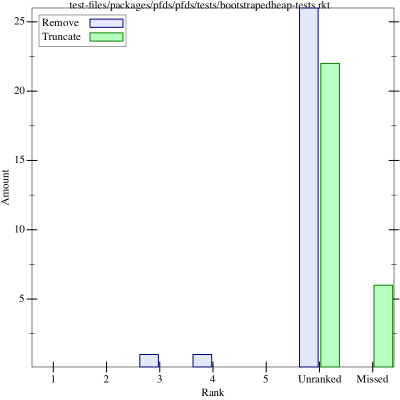 test-files/packages/pfds/pfds/tests/bootstrapedheap-tests.rkt
Remove
Truncate
25
20
15
10
5
Amount
1 2 3 4 5 Unranked Missed
Rank